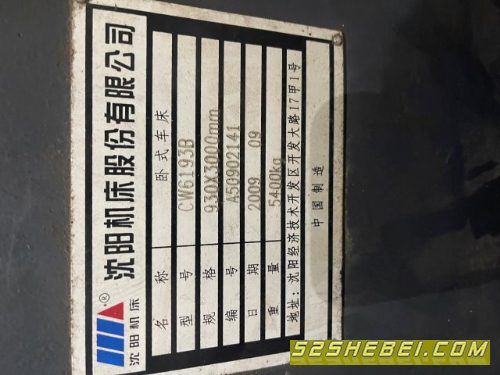 沈阳机床股份有限公司
®
沈阳机床
名 称 卧式车床
型 号 CW6193B
规 格 930X3000mm
编 号 A50902141
日 期 2009 09
重 量 5400kg
地址：沈阳经济技术开发区开发大路17甲1号
中国制造
52SHEBEI.COM